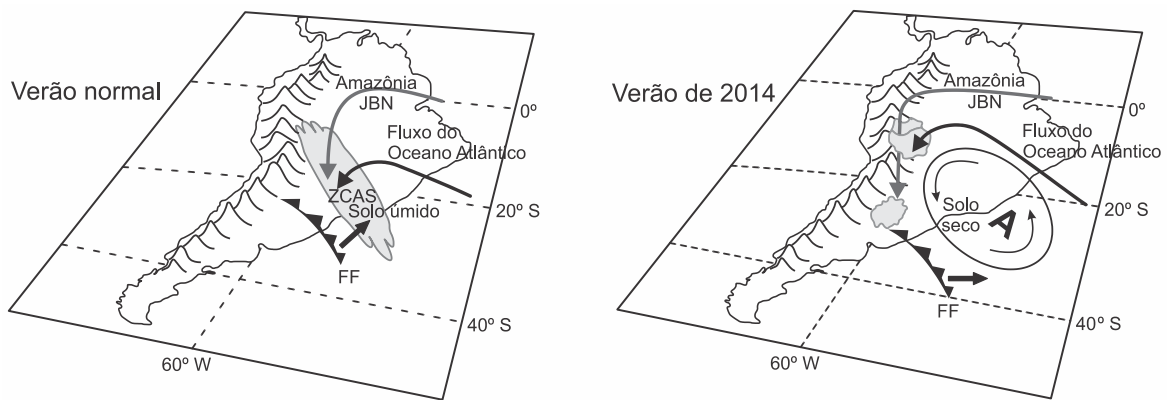 Verão normal
Amazônia
JBN
Fluxo do
Oceano Atlântico
ZCAS
Solo úmido
FF
0º
20º S
40º S
60º W
Verão de 2014
Amazônia
JBN
Fluxo do
Oceano Atlântico
Solo
seco
A
FF
0º
20º S
40º S
60º W